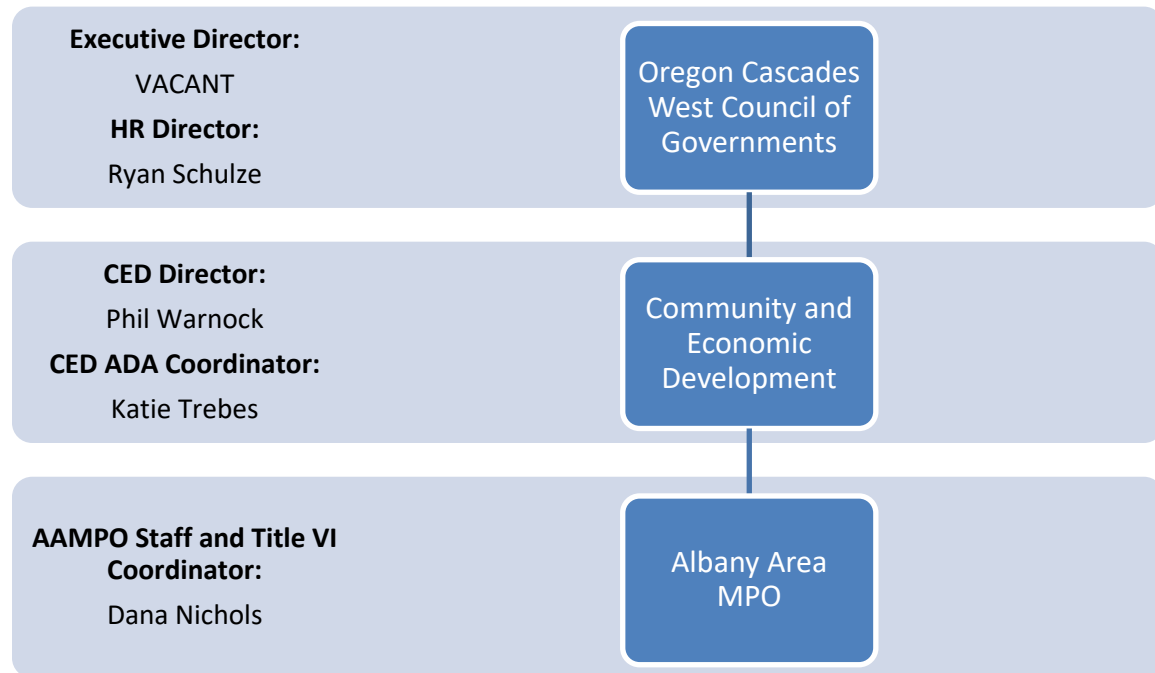 Executive Director:
VACANT
HR Director:
Ryan Schulze
Oregon Cascades
West Council of
Governments
CED Director:
Phil Warnock
CED ADA Coordinator:
Katie Trebes
Community and
Economic
Development
AAMPO Staff and Title VI
Coordinator:
Dana Nichols
Albany Area
MPO